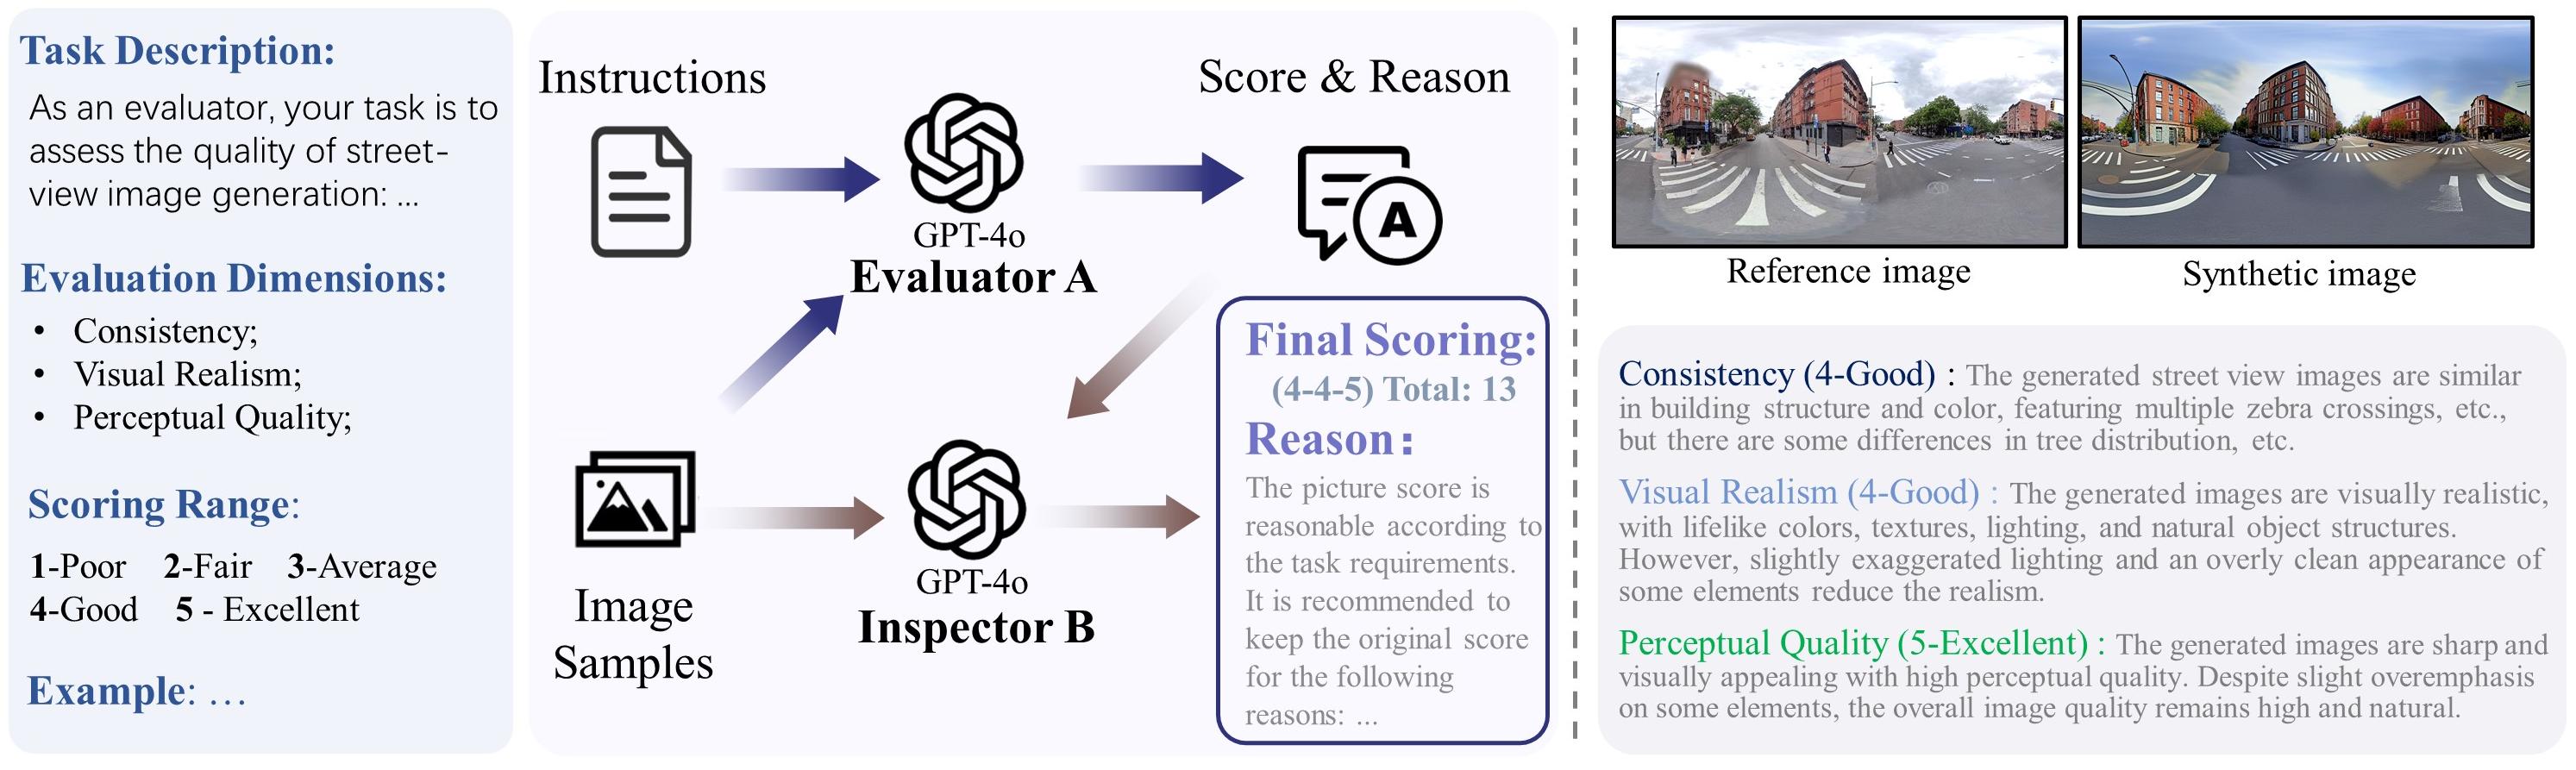 Task Description:
As an evaluator, your task is to
assess the quality of street-
view image generation: ...
Evaluation Dimensions:
• Consistency;
• Visual Realism;
• Perceptual Quality;
Scoring Range:
1-Poor 2-Fair 3-Average
4-Good 5 - Excellent
Example: ...
Instructions
GPT-4o
Evaluator A
Score & Reason
A
Image
Samples
GPT-4o
Inspector B
Final Scoring:
(4-4-5) Total: 13
Reason:
The picture score is
reasonable according to
the task requirements.
It is recommended to
keep the original score
for the following
reasons: ...
Reference image
Synthetic image
Consistency (4-Good) : The generated street view images are similar
in building structure and color, featuring multiple zebra crossings, etc.,
but there are some differences in tree distribution, etc.
Visual Realism (4-Good) : The generated images are visually realistic,
with lifelike colors, textures, lighting, and natural object structures.
However, slightly exaggerated lighting and an overly clean appearance of
some elements reduce the realism.
Perceptual Quality (5-Excellent) : The generated images are sharp and
visually appealing with high perceptual quality. Despite slight overemphasis
on some elements, the overall image quality remains high and natural.